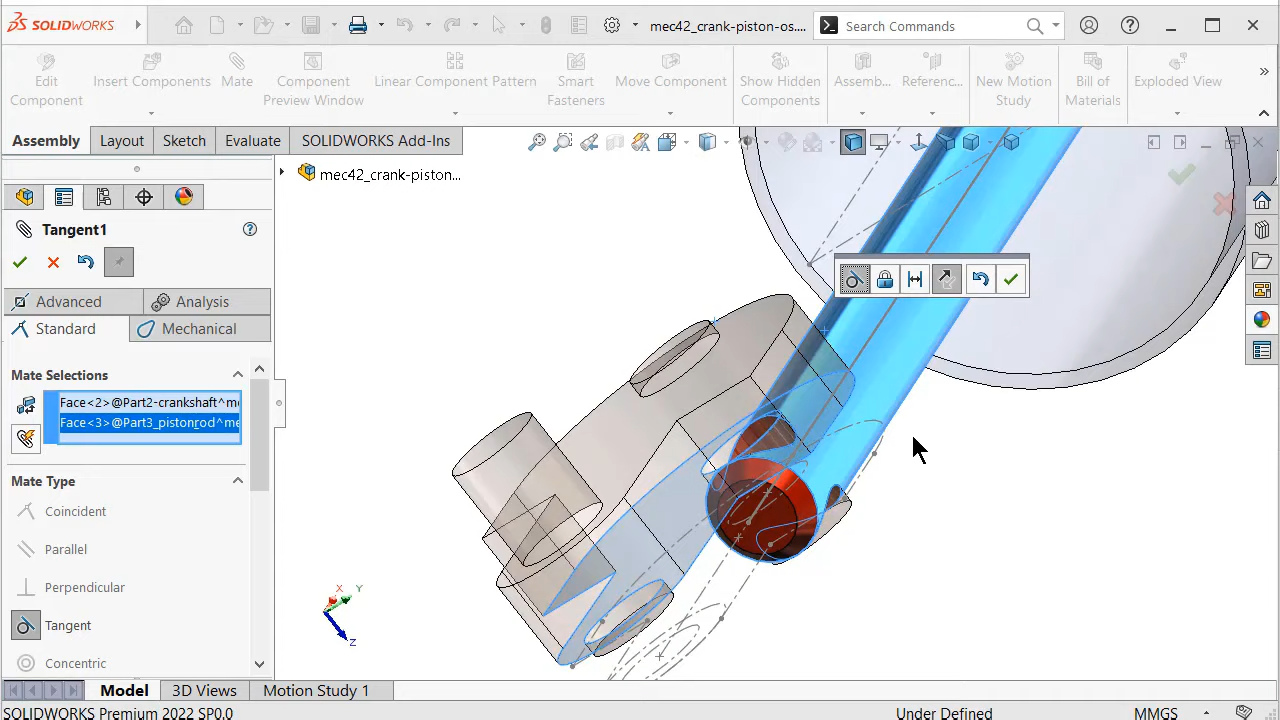 SOLIDWORKS
mec42_crank-piston-os....
Search Commands
Edit Component
Insert Components
Mate
Component Preview Window
Linear Component Pattern
Smart Fasteners
Move Component
Show Hidden Components
Assemb...
Referenc...
New Motion Study
Bill of Materials
Exploded View
Assembly
Layout
Sketch
Evaluate
SOLIDWORKS Add-Ins
mec42_crank-piston...
Tangent1
Advanced
Analysis
Standard
Mechanical
Mate Selections
Face<2>@Part2-crankshaft^m
Face<3>@Part3_pistonrod^me
Mate Type
Coincident
Parallel
Perpendicular
Tangent
Concentric
X
Y
Z
Model
3D Views
Motion Study 1
SOLIDWORKS Premium 2022 SP0.0
Under Defined
MMGS